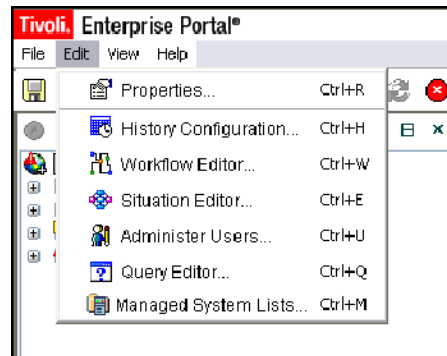 Tivoli. Enterprise Portal®
File Edit View Help
Properties... Ctrl+R
History Configuration... Ctrl+H
Workflow Editor... Ctrl+W
Situation Editor... Ctrl+E
Administer Users... Ctrl+U
Query Editor... Ctrl+Q
Managed System Lists... Ctrl+M